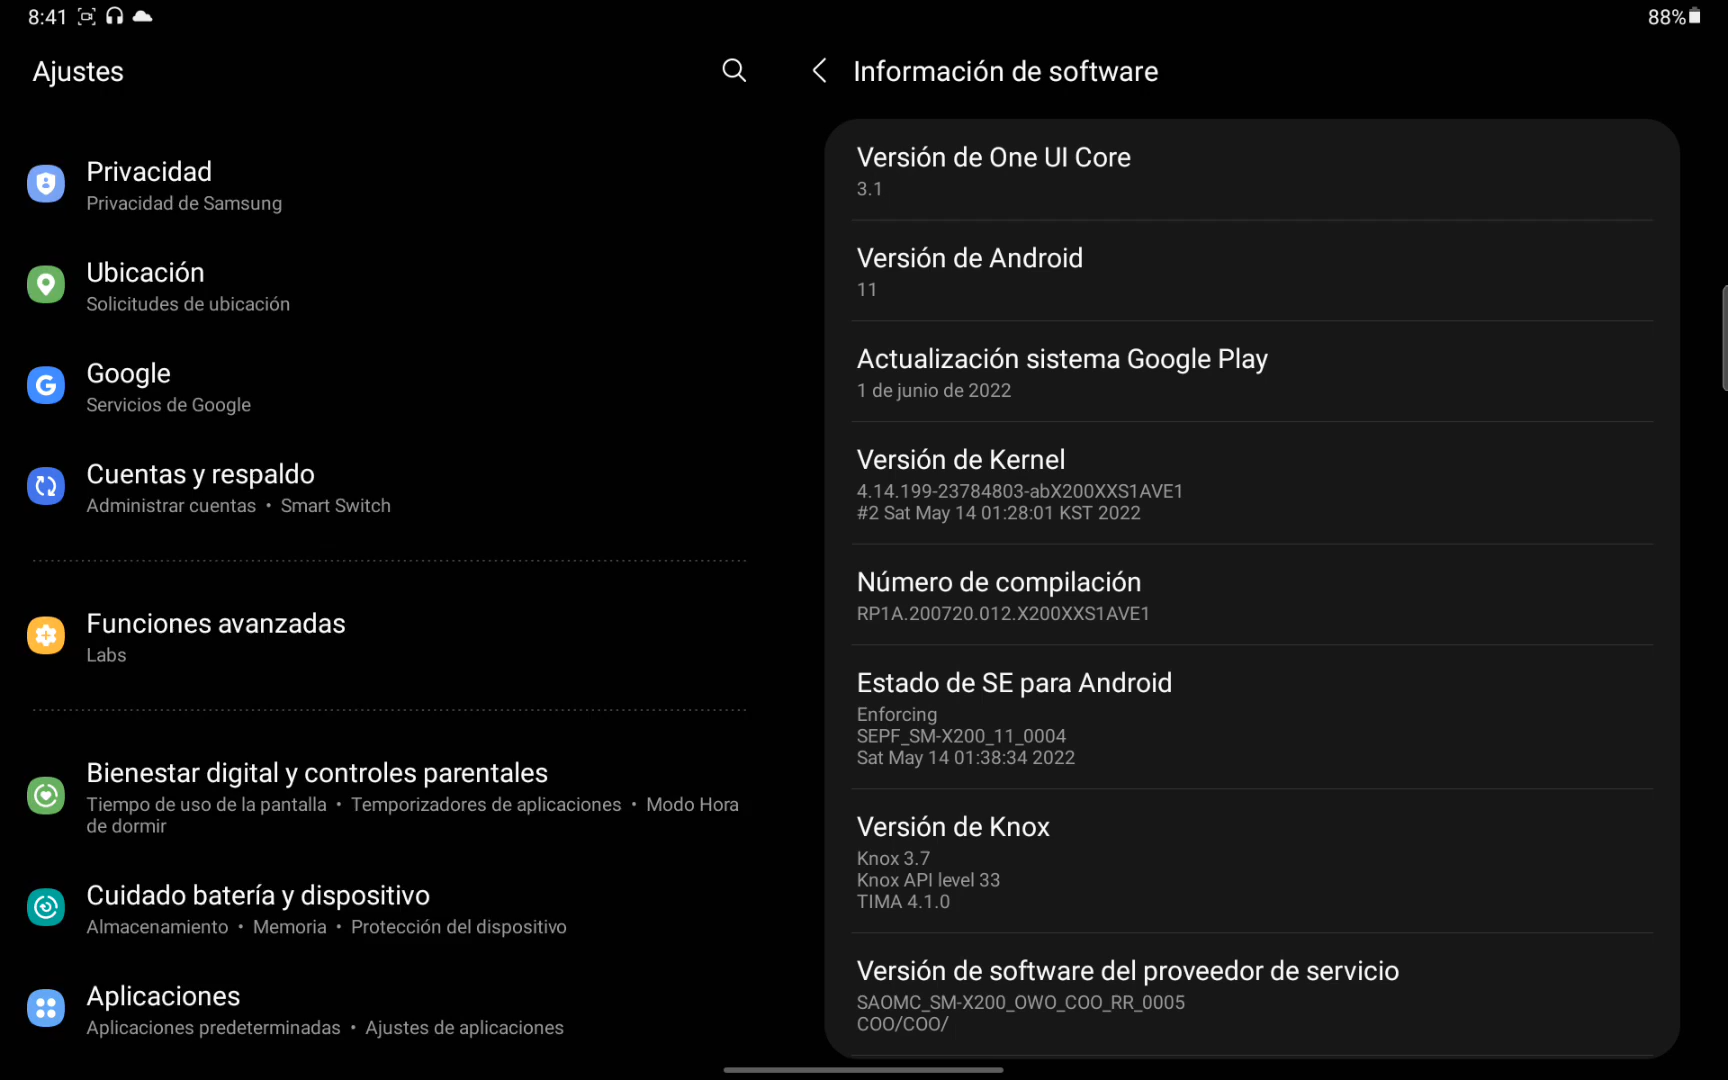 8:41
88%
Ajustes
Privacidad
Privacidad de Samsung
Ubicación
Solicitudes de ubicación
Google
Servicios de Google
Cuentas y respaldo
Administrar cuentas • Smart Switch
Funciones avanzadas
Labs
Bienestar digital y controles parentales
Tiempo de uso de la pantalla • Temporizadores de aplicaciones • Modo Hora
de dormir
Cuidado batería y dispositivo
Almacenamiento • Memoria • Protección del dispositivo
Aplicaciones
Aplicaciones predeterminadas • Ajustes de aplicaciones
Información de software
Versión de One UI Core
3.1
Versión de Android
11
Actualización sistema Google Play
1 de junio de 2022
Versión de Kernel
4.14.199-23784803-abX200XXS1AVE1
#2 Sat May 14 01:28:01 KST 2022
Número de compilación
RP1A.200720.012.X200XXS1AVE1
Estado de SE para Android
Enforcing
SEPF_SM-X200_11_0004
Sat May 14 01:38:34 2022
Versión de Knox
Knox 3.7
Knox API level 33
TIMA 4.1.0
Versión de software del proveedor de servicio
SAOMC_SM-X200_OWO_COO_RR_0005
COO/COO/